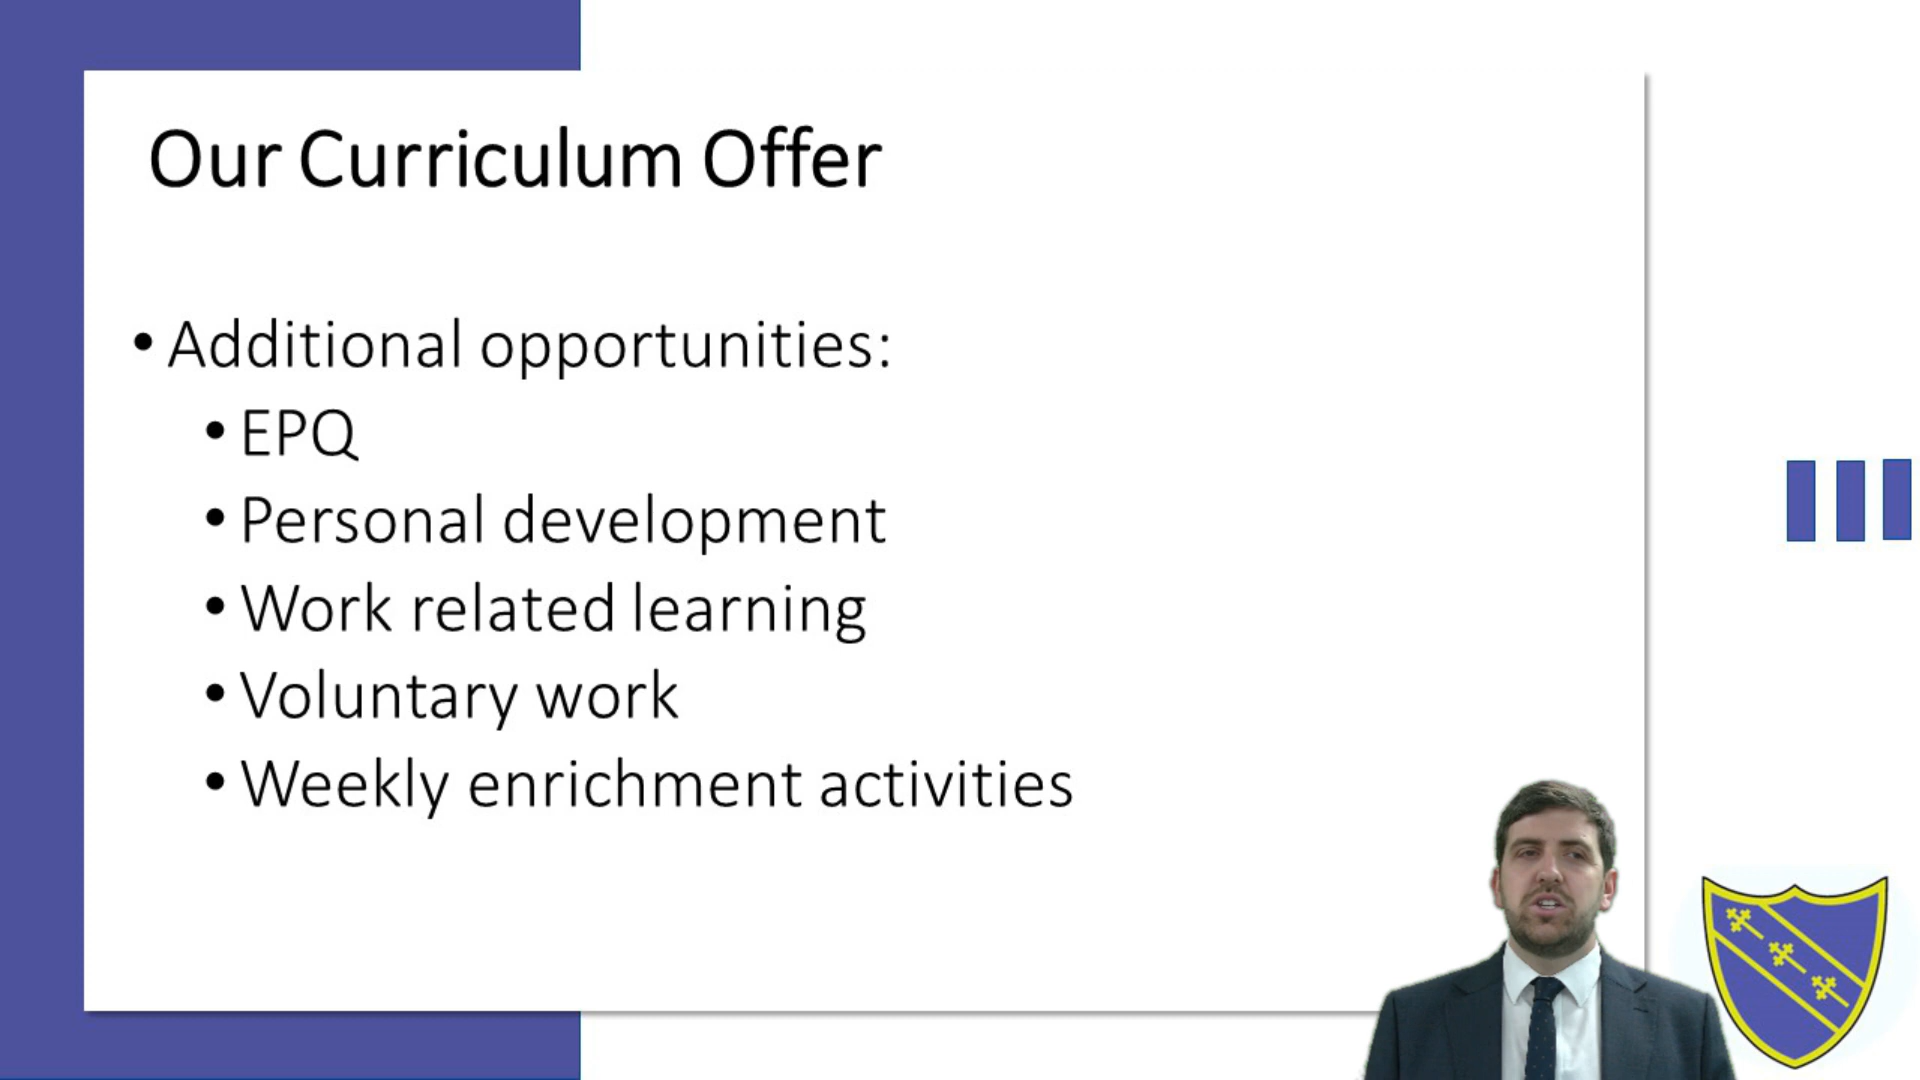 Our Curriculum Offer
• Additional opportunities:
• EPQ
• Personal development
• Work related learning
• Voluntary work
• Weekly enrichment activities